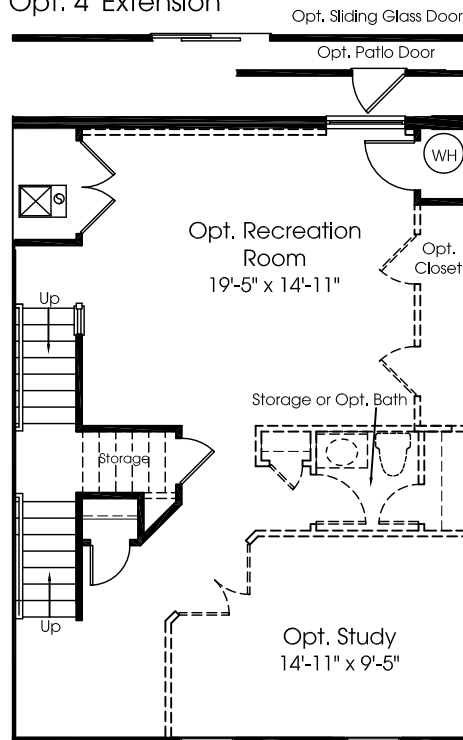 Opt. 4' Extension
Opt. Sliding Glass Door
Opt. Patio Door
WH
Opt. Recreation
Room
19'-5" x 14'-11"
Opt.
Closet
Up
Storage or Opt. Bath
Storage
Up
Opt. Study
14'-11" x 9'-5"